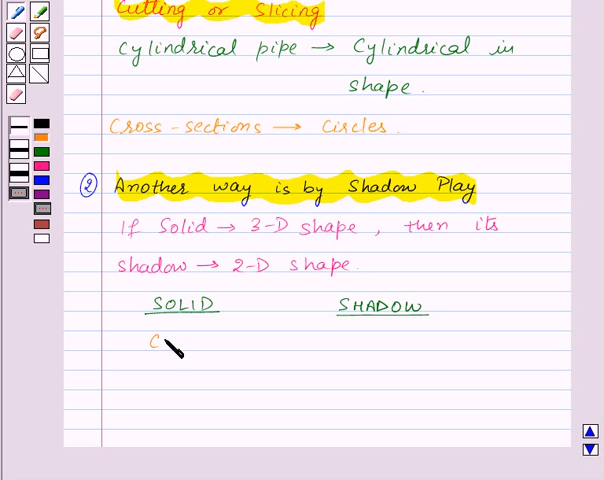 Cutting or Slicing
Cylindrical pipe → Cylindrical in
shape.
Cross-sections → Circles.
② Another way is by Shadow Play
If Solid → 3-D shape, then its
shadow → 2-D shape.
SOLID SHADOW
C